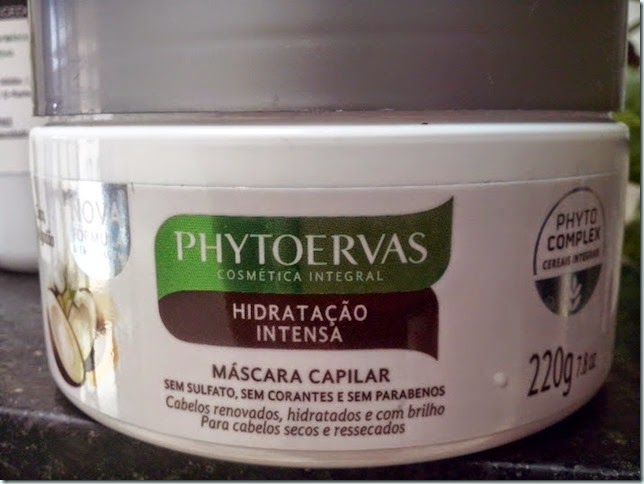 NOVA
FÓRMULA
PHYTOERVAS
COSMÉTICA INTEGRAL
HIDRATAÇÃO
INTENSA
MÁSCARA CAPILAR
SEM SULFATO, SEM CORANTES E SEM PARABENOS
Cabelos renovados, hidratados e com brilho
Para cabelos secos e ressecados
PHYTO
COMPLEX
CEREAIS INTEGRAIS
220g 7.8 oz